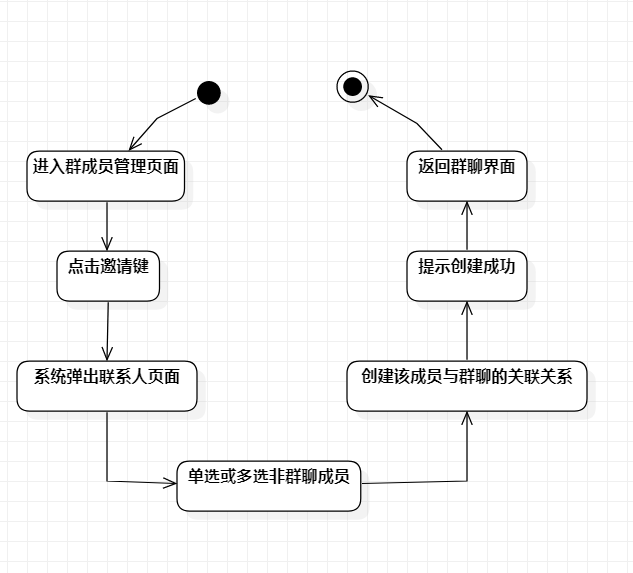 进入群成员管理页面
点击邀请键
系统弹出联系人页面
单选或多选非群聊成员
创建该成员与群聊的关联关系
提示创建成功
返回群聊界面